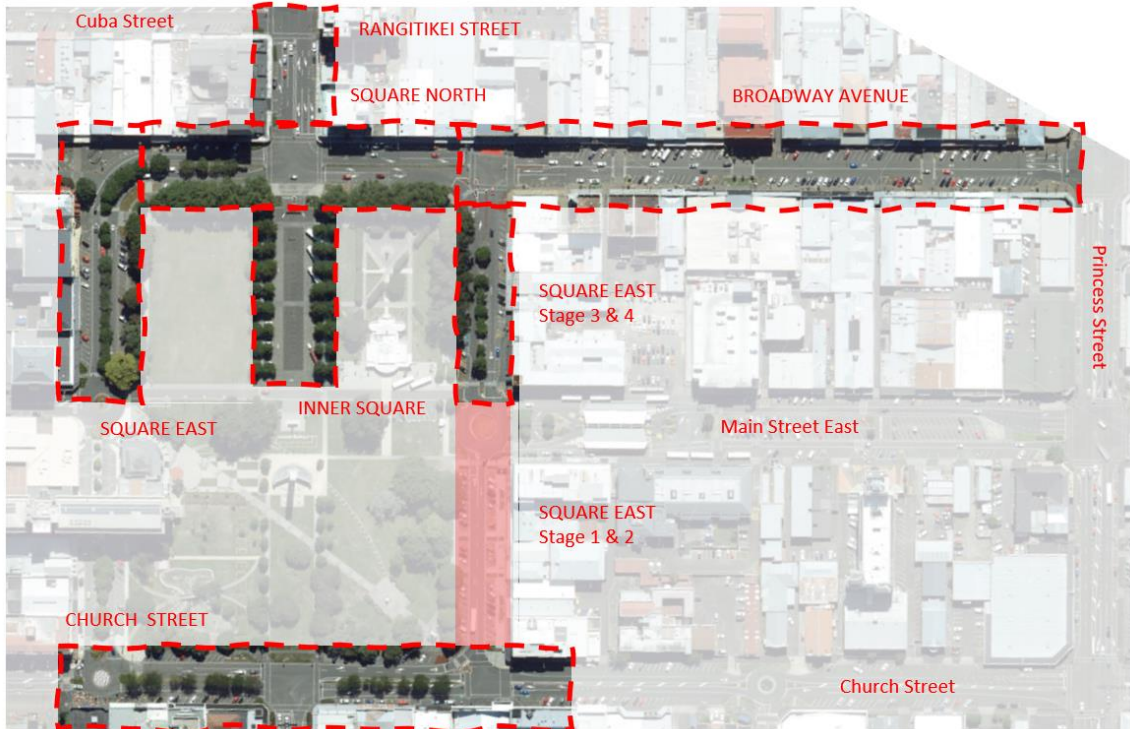 Cuba Street
RANGITIKEI STREET
SQUARE NORTH
BROADWAY AVENUE
Princess Street
SQUARE EAST
Stage 3 & 4
INNER SQUARE
SQUARE EAST
Main Street East
SQUARE EAST
Stage 1 & 2
CHURCH  STREET
Church Street